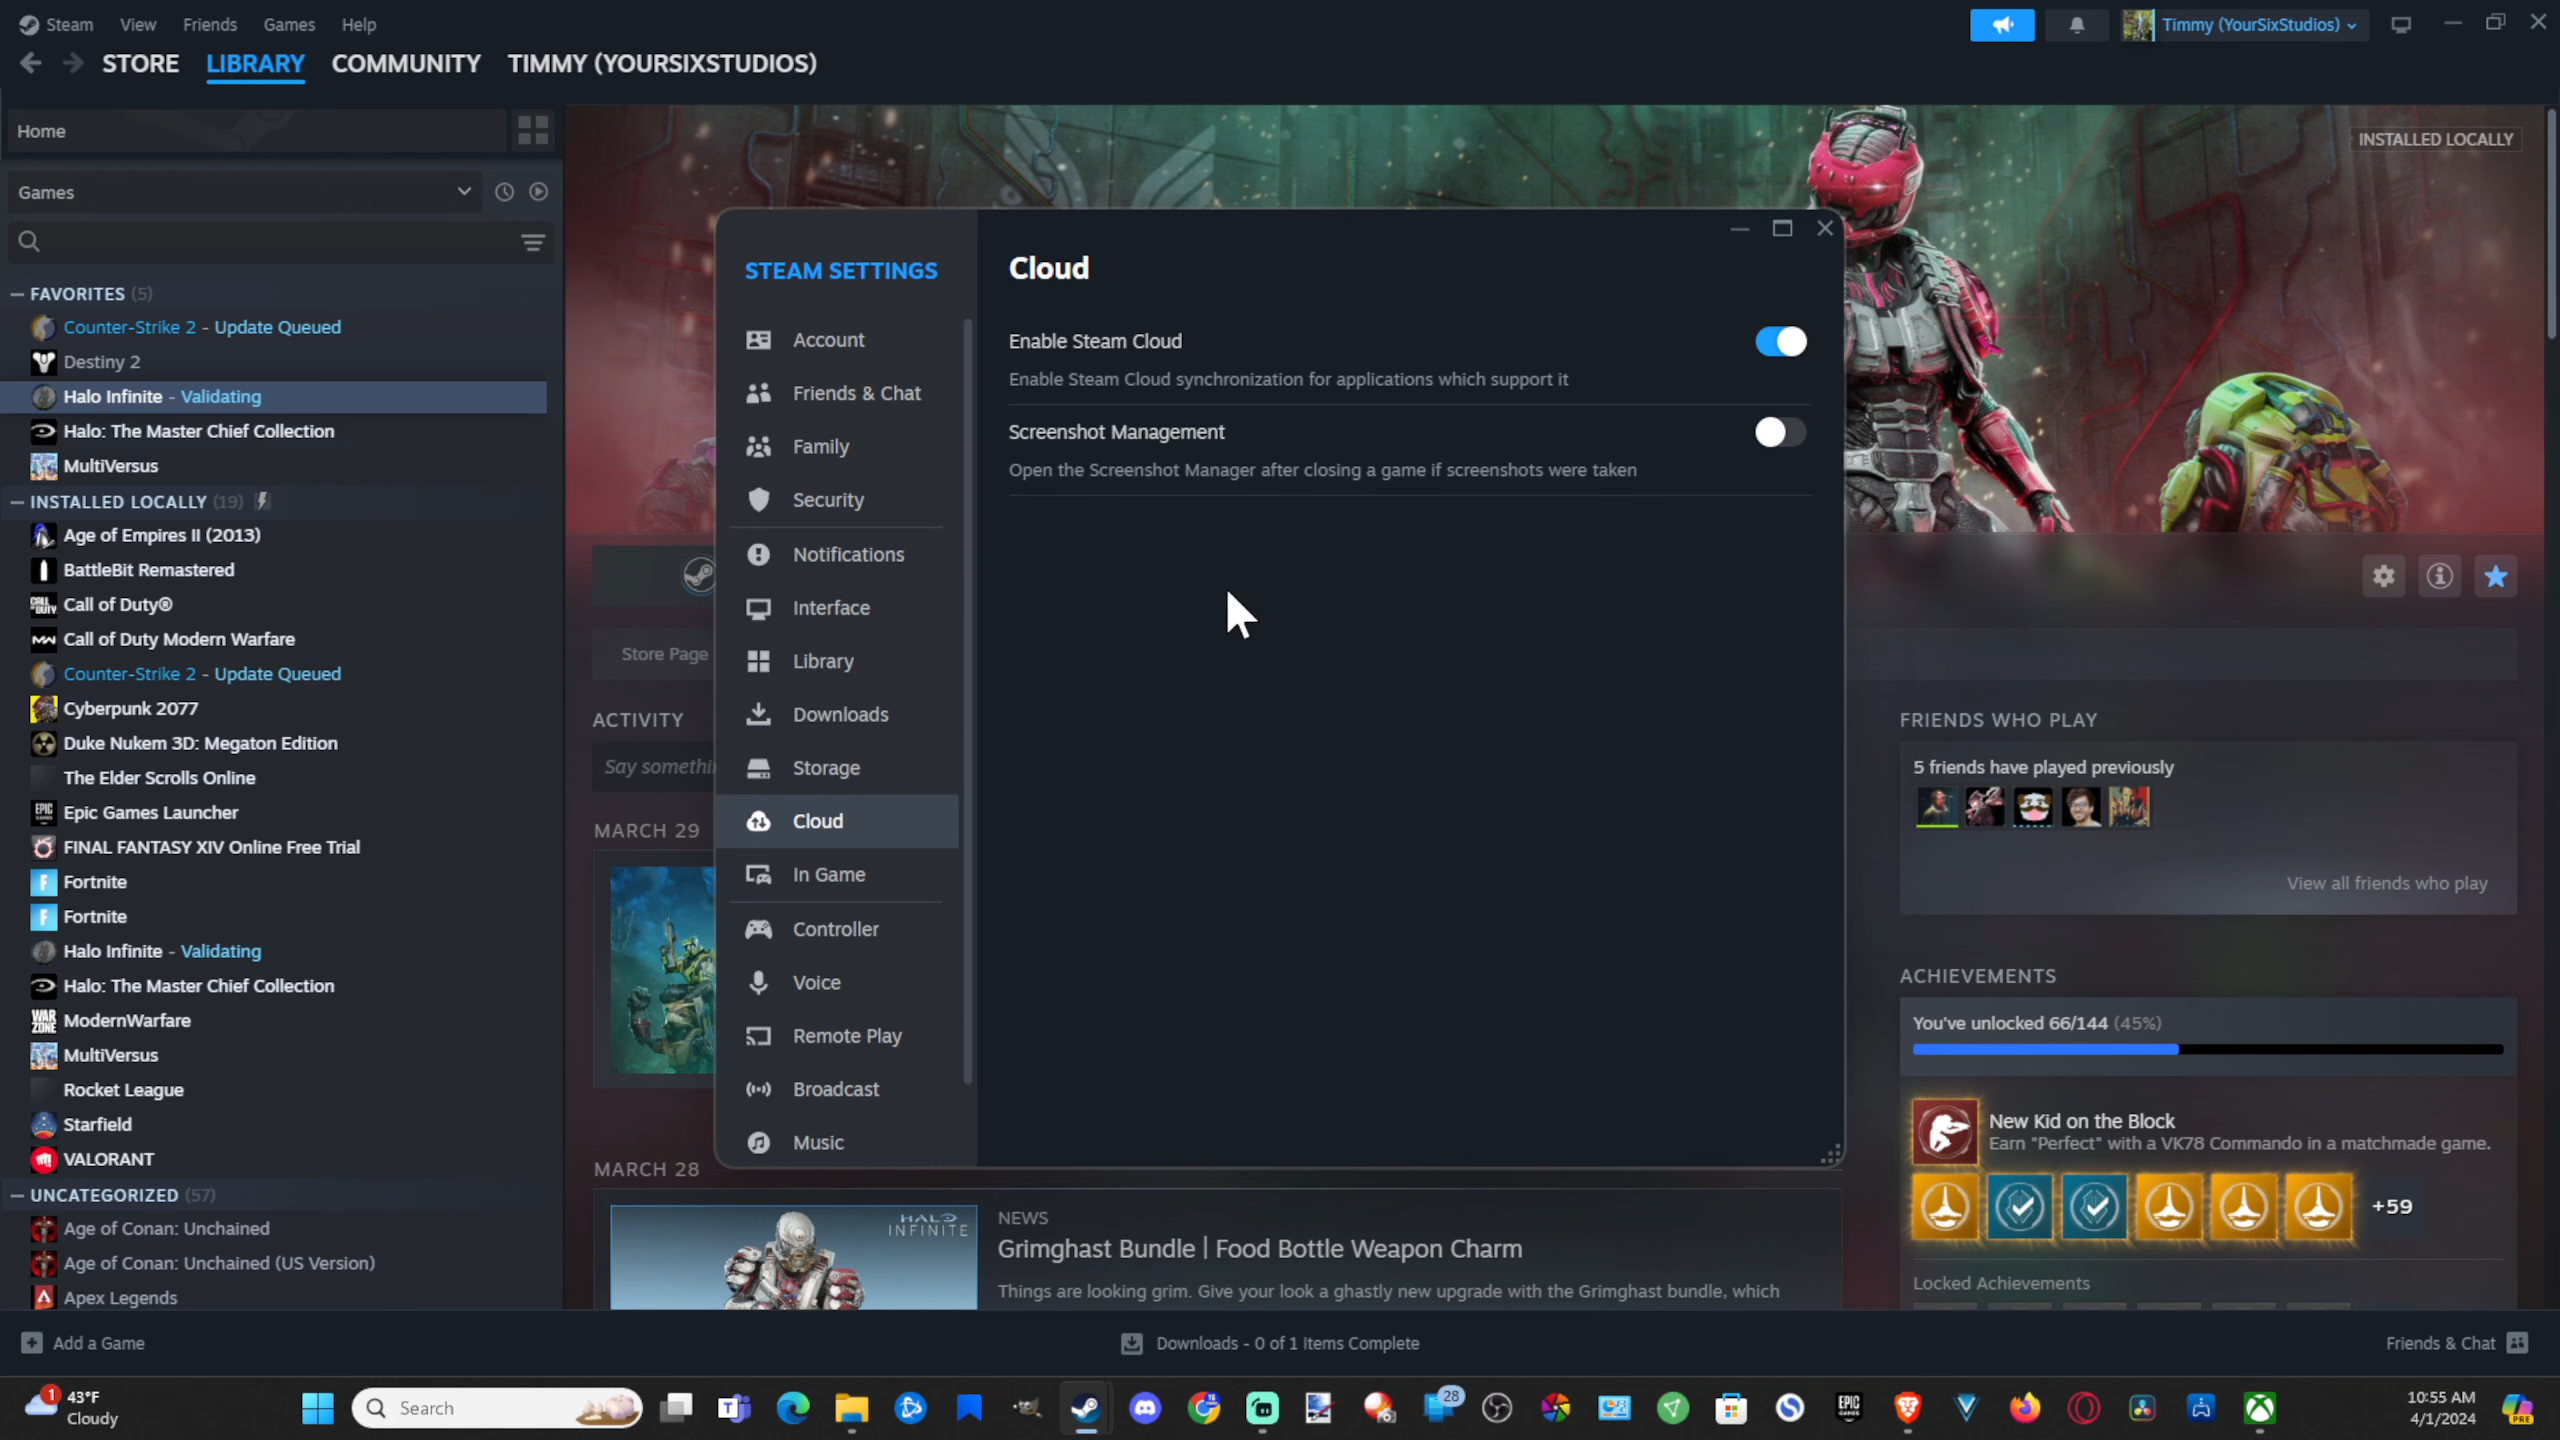 Steam View Friends Games Help
Timmy (YourSixStudios)
STORE LIBRARY COMMUNITY TIMMY (YOURSIXSTUDIOS)
Home
INSTALLED LOCALLY
Games
FAVORITES (5)
Counter-Strike 2 - Update Queued
Destiny 2
Halo Infinite - Validating
Halo: The Master Chief Collection
MultiVersus
INSTALLED LOCALLY (19)
Age of Empires II (2013)
BattleBit Remastered
Call of Duty®
Call of Duty Modern Warfare
Counter-Strike 2 - Update Queued
Cyberpunk 2077
Duke Nukem 3D: Megaton Edition
The Elder Scrolls Online
Epic Games Launcher
FINAL FANTASY XIV Online Free Trial
Fortnite
Fortnite
Halo Infinite - Validating
Halo: The Master Chief Collection
ModernWarfare
MultiVersus
Rocket League
Starfield
VALORANT
UNCATEGORIZED (57)
Age of Conan: Unchained
Age of Conan: Unchained (US Version)
Apex Legends
Add a Game
STEAM SETTINGS
Account
Friends & Chat
Family
Security
Notifications
Interface
Library
Downloads
Storage
Cloud
In Game
Controller
Voice
Remote Play
Broadcast
Music
Cloud
Enable Steam Cloud
Enable Steam Cloud synchronization for applications which support it
Screenshot Management
Open the Screenshot Manager after closing a game if screenshots were taken
Store Page
ACTIVITY
Say somethi
MARCH 29
MARCH 28
HALO
INFINITE
NEWS
Grimghast Bundle | Food Bottle Weapon Charm
Things are looking grim. Give your look a ghastly new upgrade with the Grimghast bundle, which
FRIENDS WHO PLAY
5 friends have played previously
View all friends who play
ACHIEVEMENTS
You've unlocked 66/144 (45%)
New Kid on the Block
Earn "Perfect" with a VK78 Commando in a matchmade game.
+59
Locked Achievements
Downloads - 0 of 1 Items Complete
Friends & Chat
1
43°F
Cloudy
Search
28
EPIC
GAMES
PRE
10:55 AM
4/1/2024